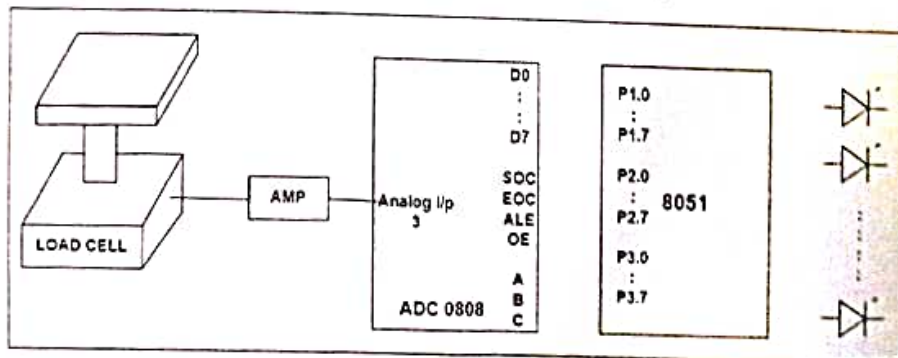 LOAD CELL
AMP
Analog I/p
3
D0
:
:
D7
SOC
EOC
ALE
OE
A
B
C
ADC 0808
P1.0
:
P1.7
P2.0
:
P2.7
P3.0
:
P3.7
8051